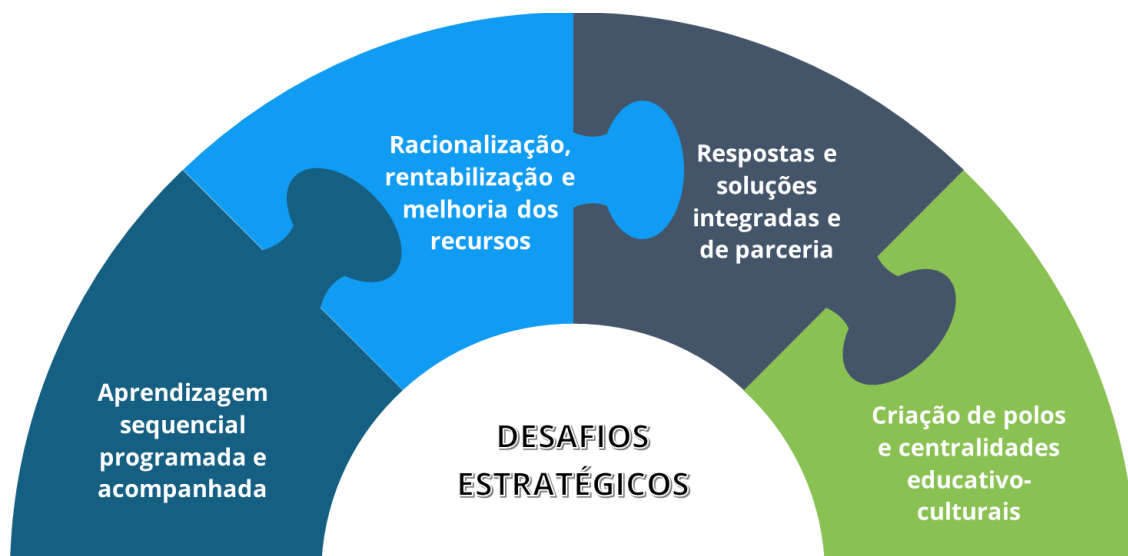 Aprendizagem
sequencial
programada e
acompanhada
Racionalização,
rentabilização e
melhoria dos
recursos
Respostas e
soluções
integradas e
de parceria
Criação de polos
e centralidades
educativo-
culturais
DESAFIOS
ESTRATÉGICOS